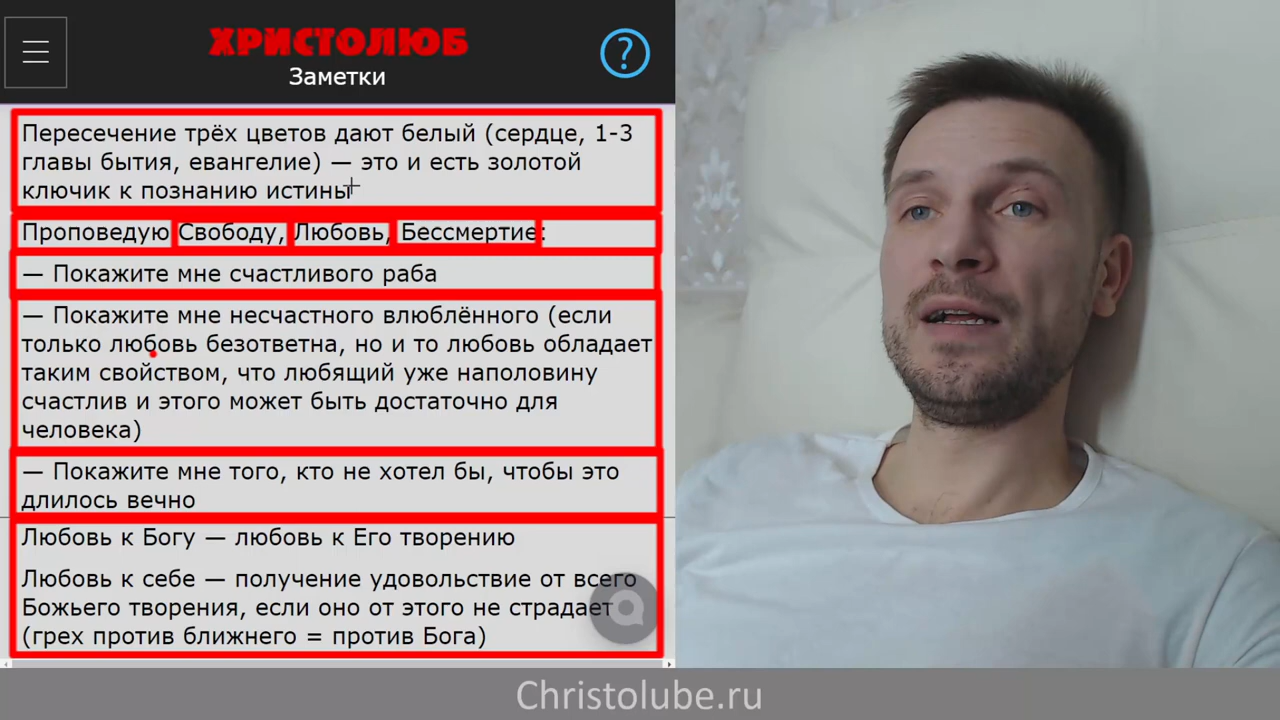 ХРИСТОЛЮБ
Заметки
Пересечение трёх цветов дают белый (сердце, 1-3
главы бытия, евангелие) — это и есть золотой
ключик к познанию истины
Проповедую Свободу, Любовь, Бессмертие:
— Покажите мне счастливого раба
— Покажите мне несчастного влюблённого (если
только любовь безответна, но и то любовь обладает
таким свойством, что любящий уже наполовину
счастлив и этого может быть достаточно для
человека)
— Покажите мне того, кто не хотел бы, чтобы это
длилось вечно
Любовь к Богу — любовь к Его творению
Любовь к себе — получение удовольствие от всего
Божьего творения, если оно от этого не страдает
(грех против ближнего = против Бога)
Christolube.ru